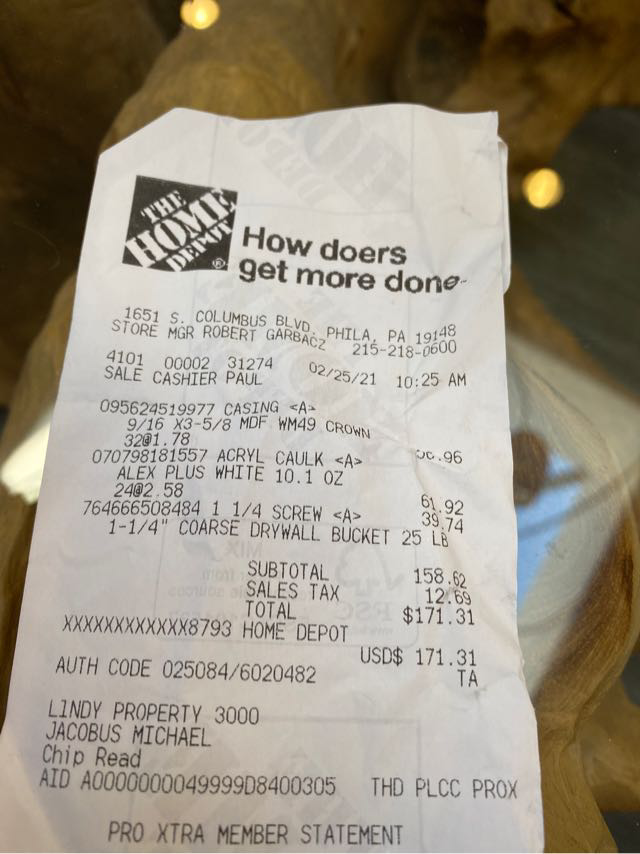 THE
HOME
DEPOT
®
How doers
get more done
1651 S. COLUMBUS BLVD, PHILA, PA 19148
STORE MGR ROBERT GARBACZ 215-218-0600
4101 00002 31274 02/25/21 10:25 AM
SALE CASHIER PAUL
095624519977 CASING <A>
9/16 X3-5/8 MDF WM49 CROWN
32@1.78
070798181557 ACRYL CAULK <A>
ALEX PLUS WHITE 10.1 OZ
24@2.58 61.92
764666508484 1 1/4 SCREW <A> 39.74
1-1/4" COARSE DRYWALL BUCKET 25 LB
SUBTOTAL 158.62
SALES TAX 12.69
TOTAL $171.31
XXXXXXXXXXXX8793 HOME DEPOT
USD$ 171.31
AUTH CODE 025084/6020482 TA
LINDY PROPERTY 3000
JACOBUS MICHAEL
Chip Read
AID A0000000049999D8400305 THD PLCC PROX
PRO XTRA MEMBER STATEMENT